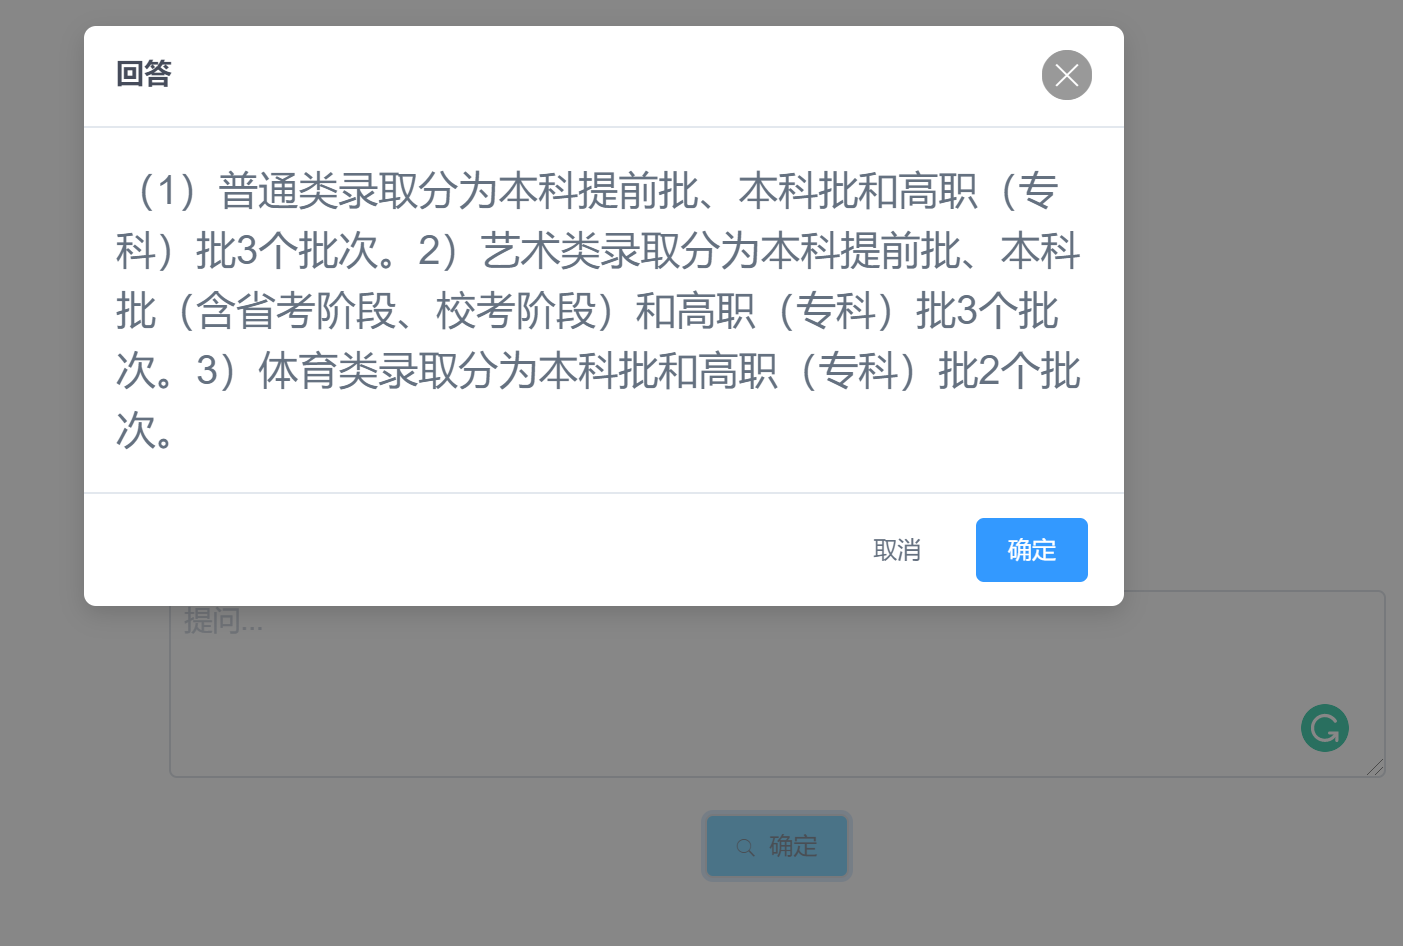 回答
（1）普通类录取分为本科提前批、本科批和高职（专
科）批3个批次。2）艺术类录取分为本科提前批、本科
批（含省考阶段、校考阶段）和高职（专科）批3个批
次。3）体育类录取分为本科批和高职（专科）批2个批
次。
取消
确定
提问...
确定